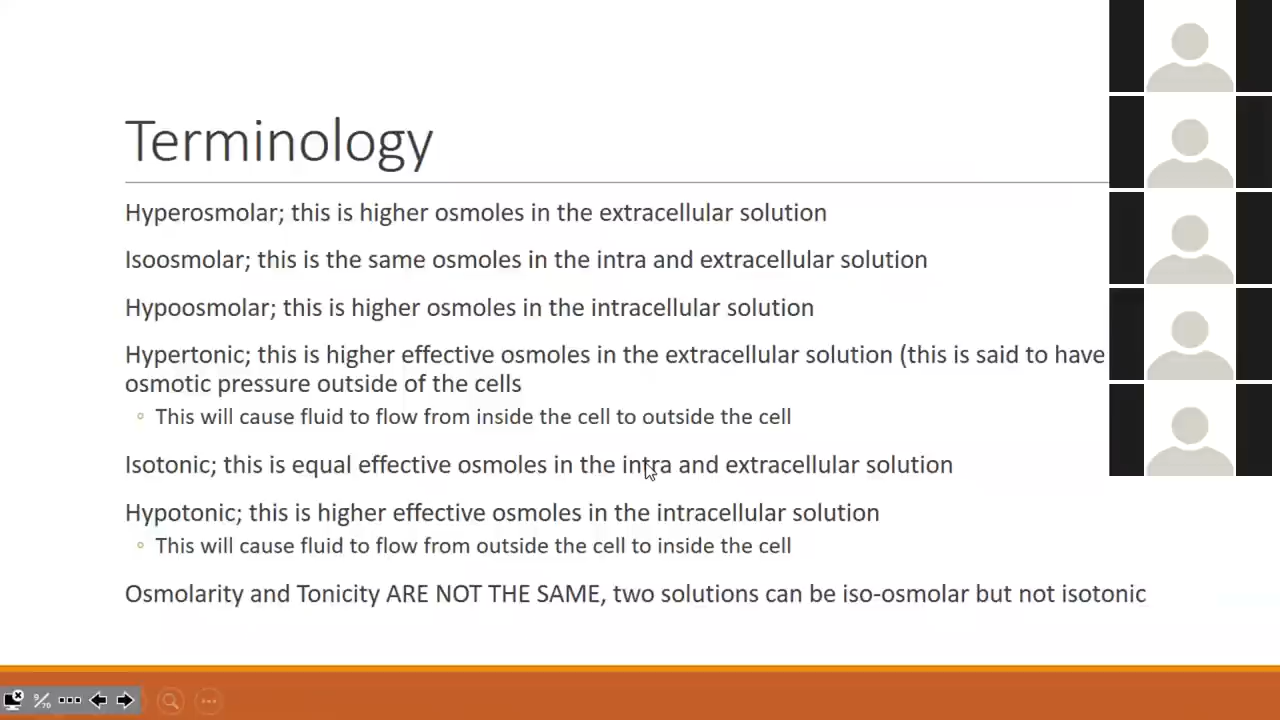 Terminology
Hyperosmolar; this is higher osmoles in the extracellular solution
Isoosmolar; this is the same osmoles in the intra and extracellular solution
Hypoosmolar; this is higher osmoles in the intracellular solution
Hypertonic; this is higher effective osmoles in the extracellular solution (this is said to have
osmotic pressure outside of the cells
This will cause fluid to flow from inside the cell to outside the cell
Isotonic; this is equal effective osmoles in the intra and extracellular solution
Hypotonic; this is higher effective osmoles in the intracellular solution
This will cause fluid to flow from outside the cell to inside the cell
Osmolarity and Tonicity ARE NOT THE SAME, two solutions can be iso-osmolar but not isotonic